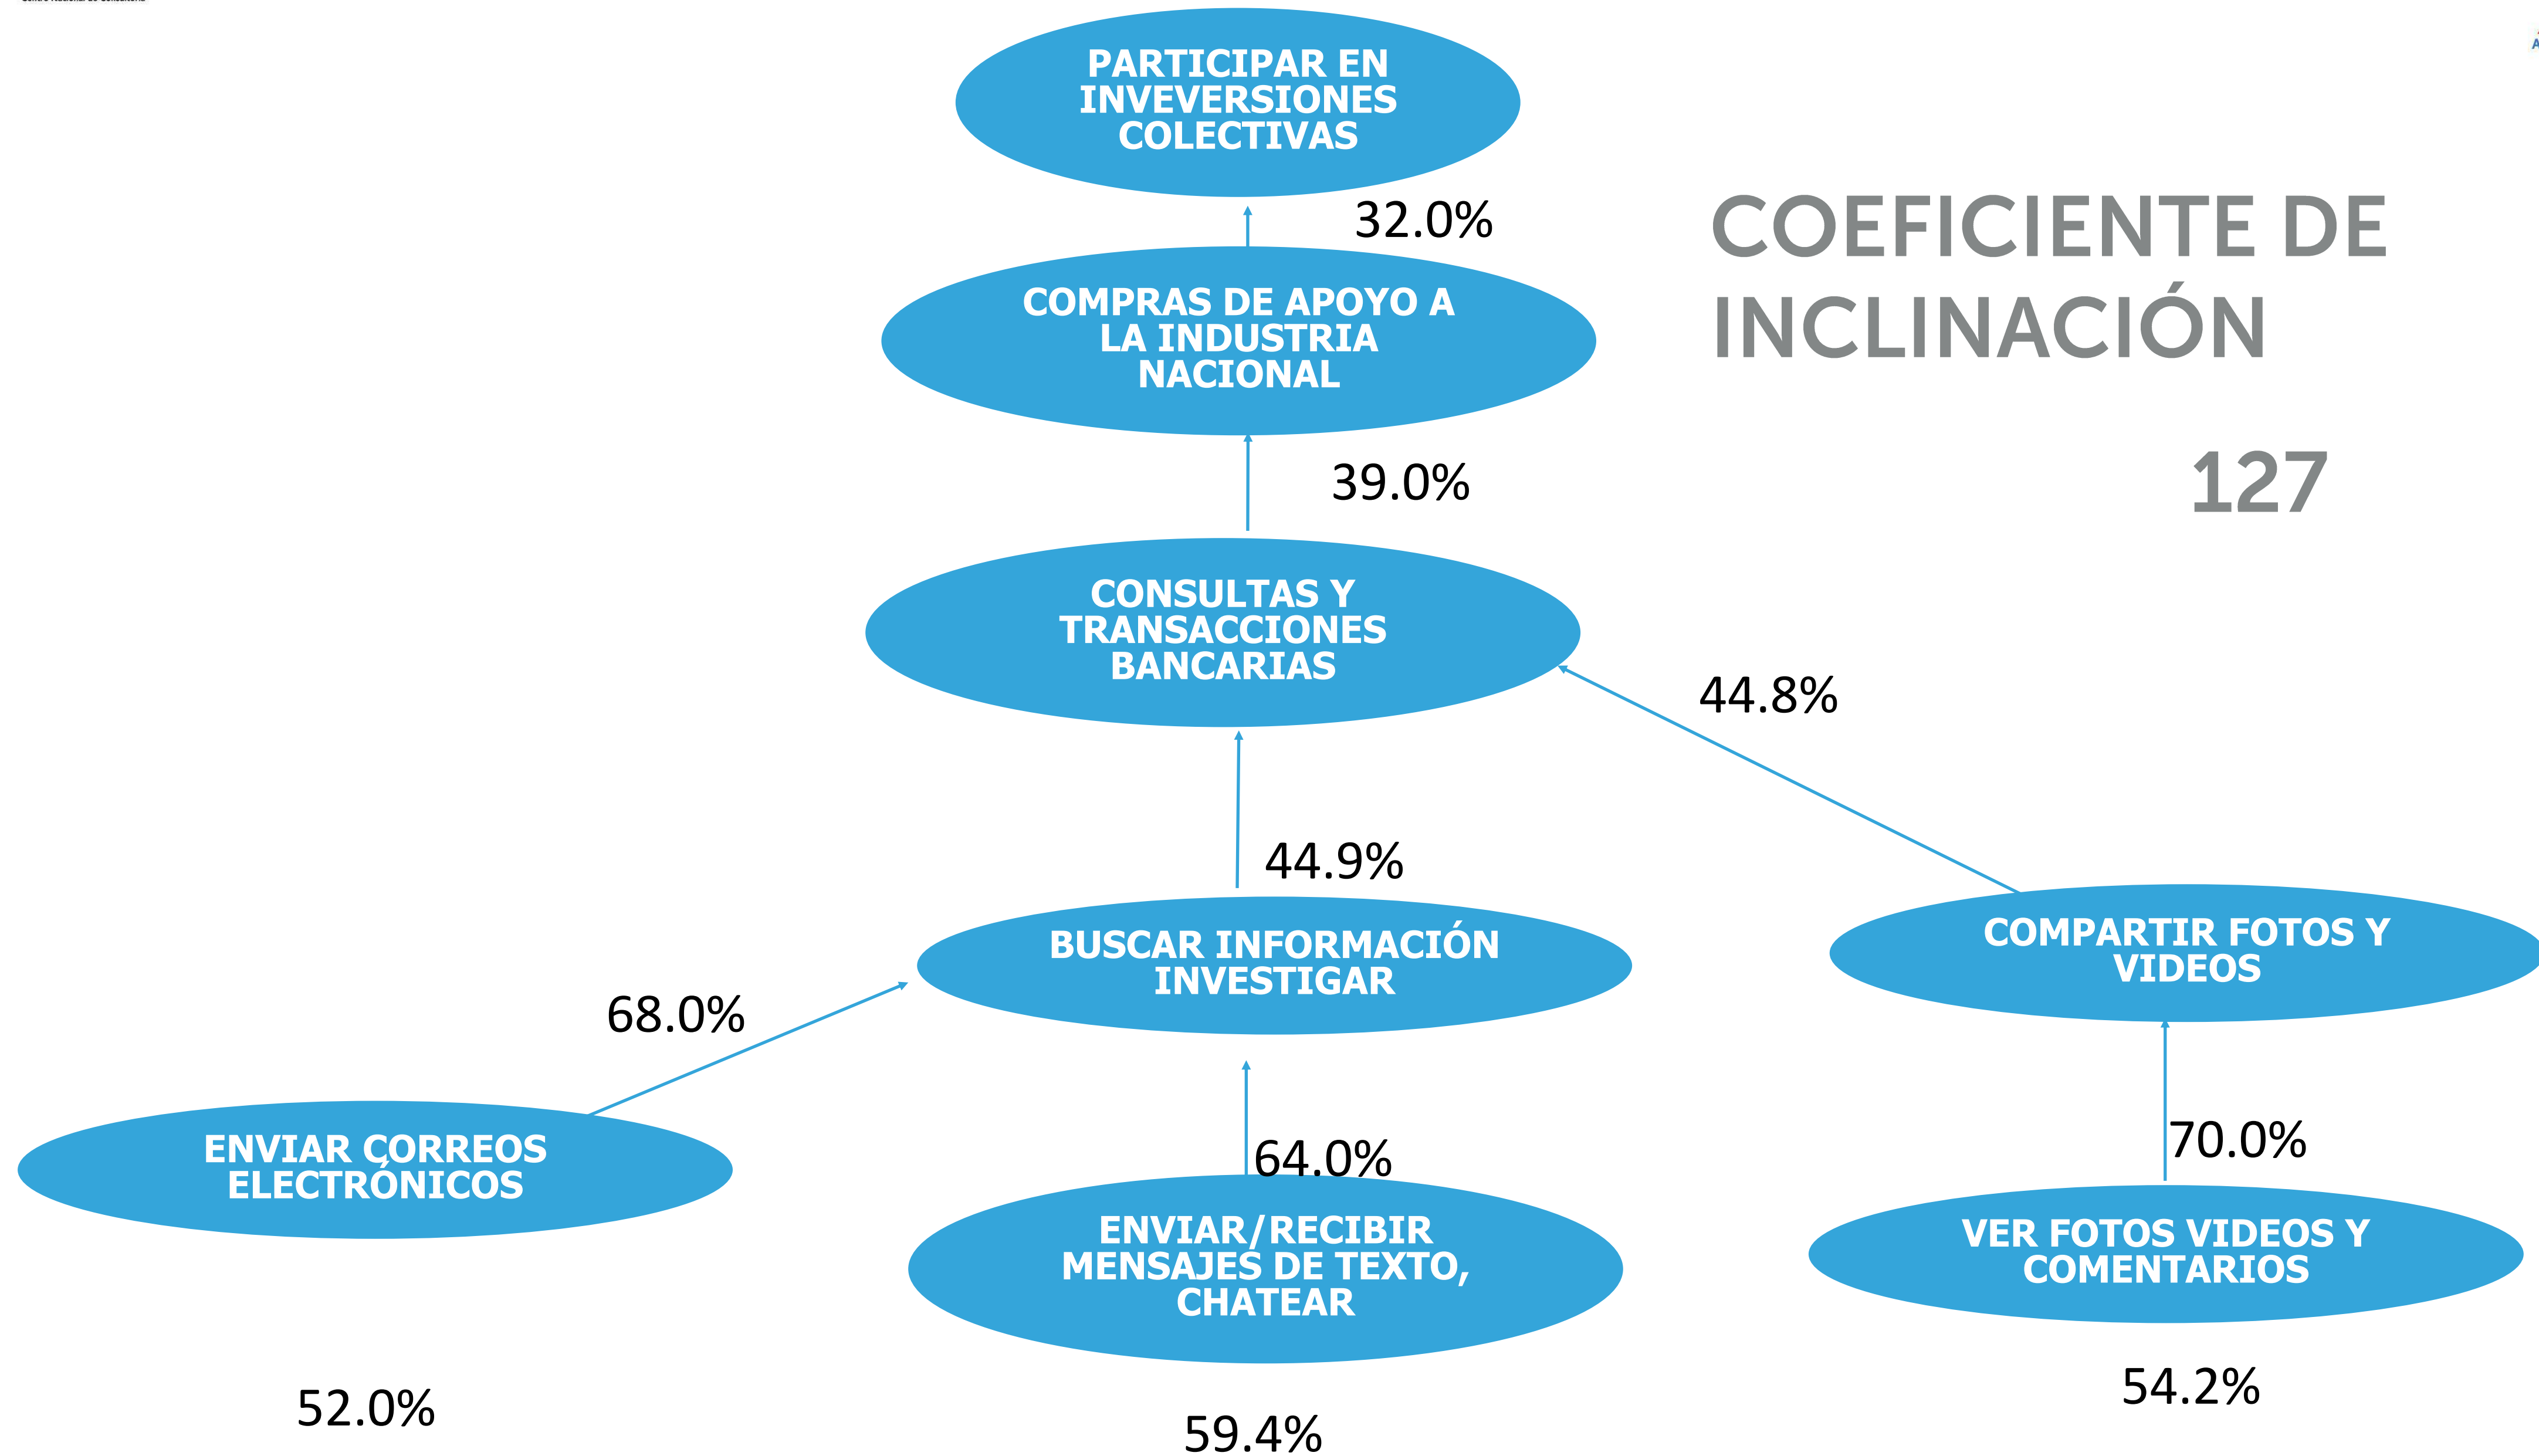 PARTICIPAR EN
INVEVERSIONES
COLECTIVAS
32.0%
COEFICIENTE DE
INCLINACIÓN
COMPRAS DE APOYO A
LA INDUSTRIA
NACIONAL
127
39.0%
CONSULTAS Y
TRANSACCIONES
BANCARIAS
44.8%
44.9%
BUSCAR INFORMACIÓN
INVESTIGAR
COMPARTIR FOTOS Y
VIDEOS
68.0%
64.0%
70.0%
ENVIAR CORREOS
ELECTRÓNICOS
ENVIAR/RECIBIR
MENSAJES DE TEXTO,
CHATEAR
VER FOTOS VIDEOS Y
COMENTARIOS
52.0%
59.4%
54.2%